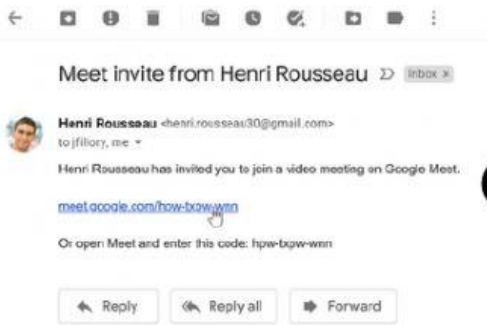 Meet invite from Henri Rousseau Inbox x
Henri Rousseau <henri.rousseau30@gmail.com>
to jfillory, me
Henri Rousseau has invited you to join a video meeting on Google Meet.
meet.google.com/how-txpw-wnn
Or open Meet and enter this code: hpw-txpw-wnn
Reply Reply all Forward